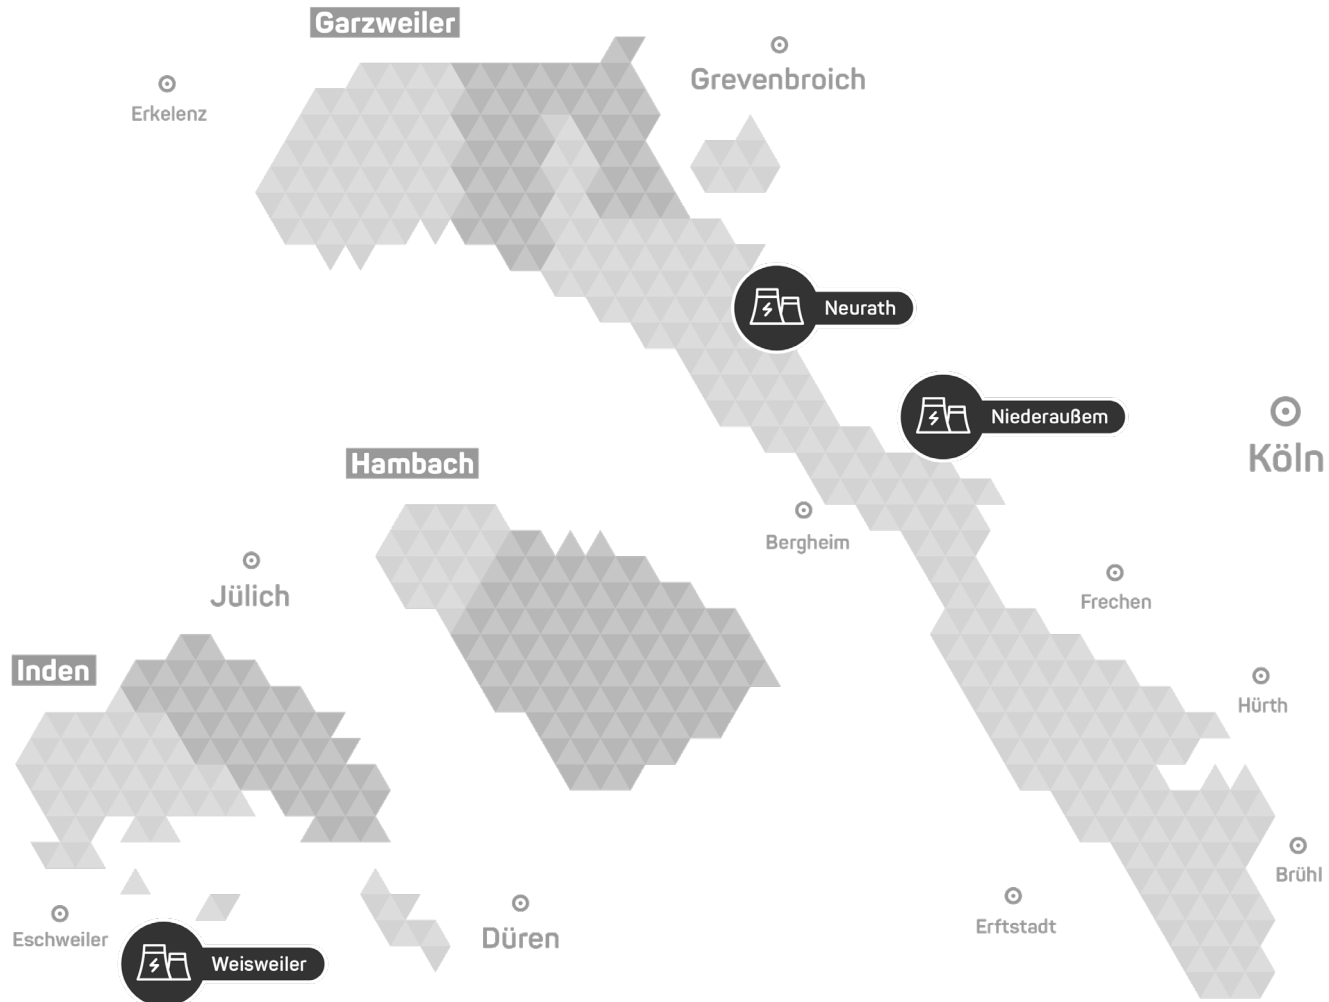 Garzweiler
Grevenbroich
Erkelenz
Neurath
Niederaußem
Köln
Hambach
Bergheim
Jülich
Frechen
Inden
Hürth
Brühl
Erftstadt
Düren
Eschweiler
Weisweiler